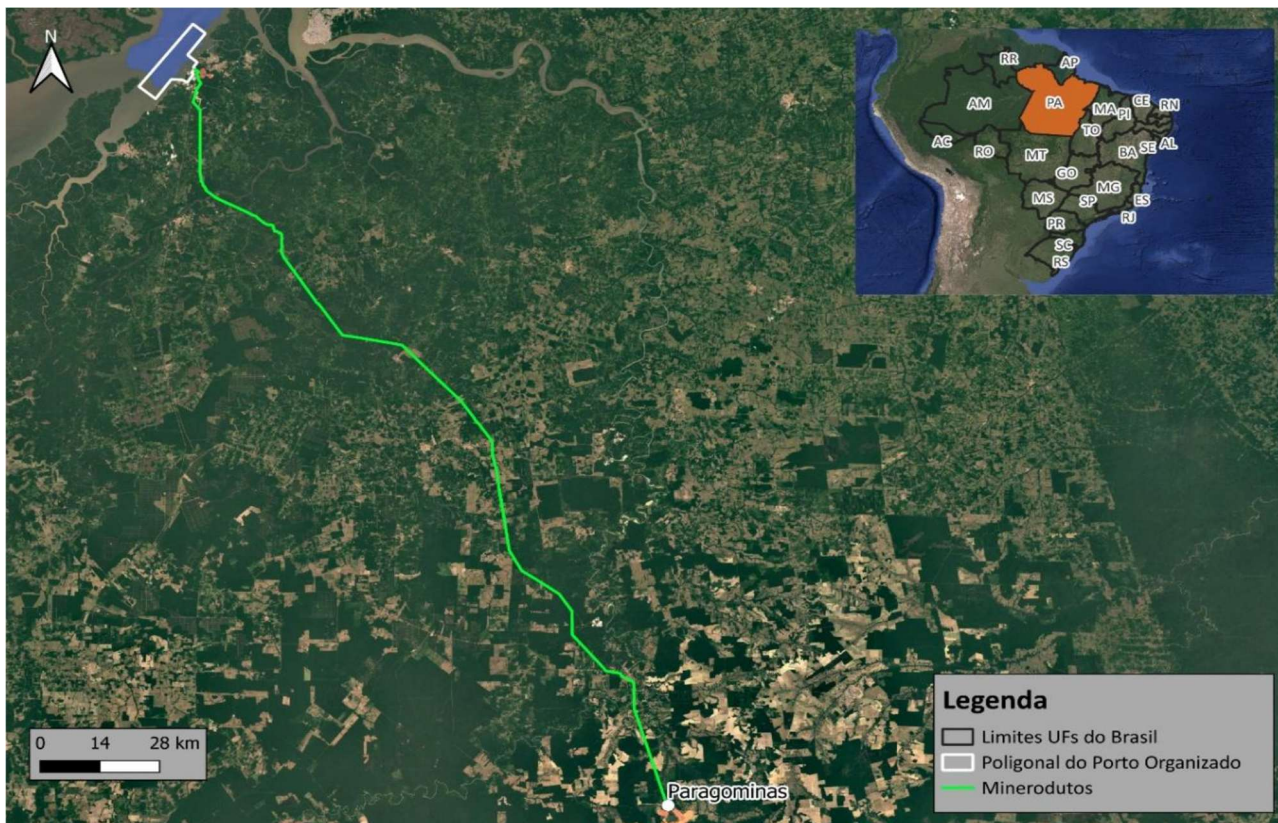 N
RR
AP
AM
PA
MA
CE
RN
PI
TO
AC
RO
MT
BA
SE
AL
GO
MS
MG
SP
ES
RJ
PR
SC
RS
0 14 28 km
Paragominas
Legenda
Limites UFs do Brasil
Poligonal do Porto Organizado
Minerodutos